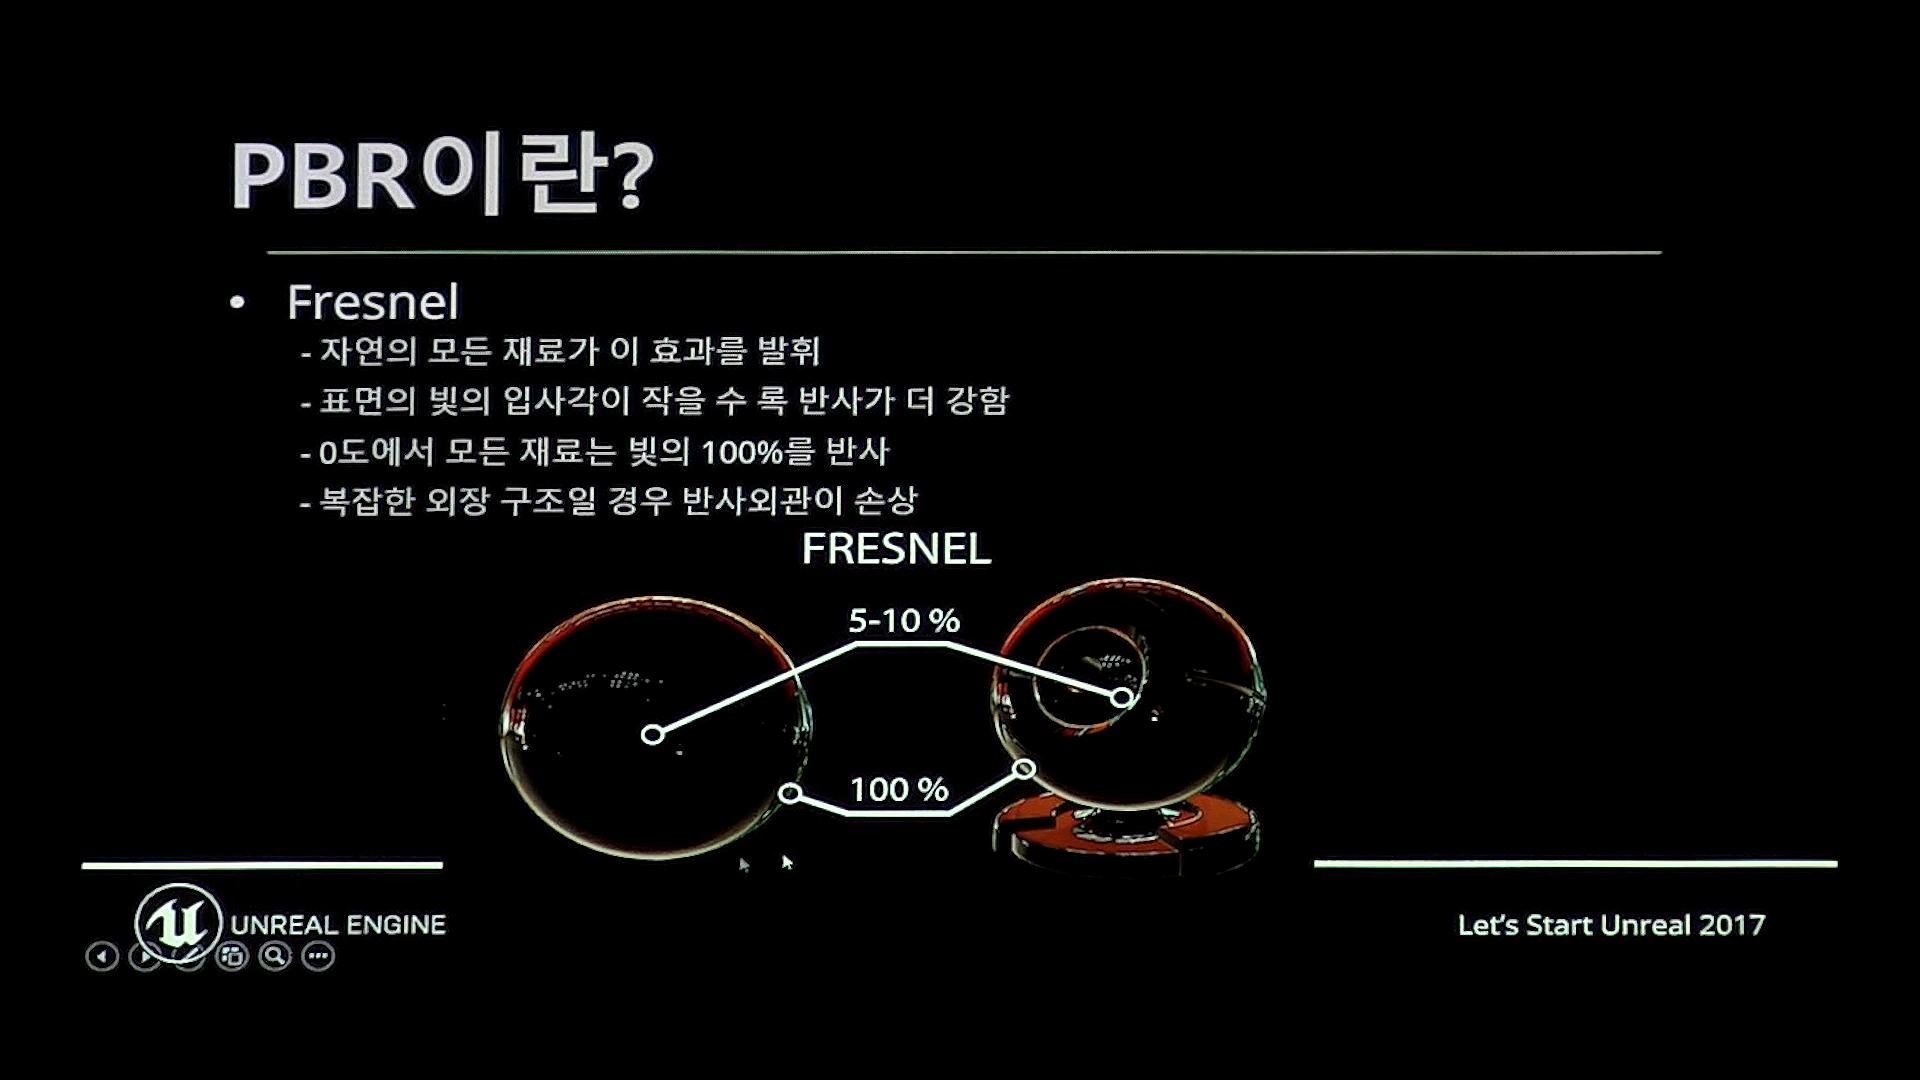 PBR이란?
• Fresnel
- 자연의 모든 재료가 이 효과를 발휘
- 표면의 빛의 입사각이 작을 수 록 반사가 더 강함
- 0도에서 모든 재료는 빛의 100%를 반사
- 복잡한 외장 구조일 경우 반사외관이 손상
FRESNEL
5-10 %
100 %
UNREAL ENGINE
Let's Start Unreal 2017